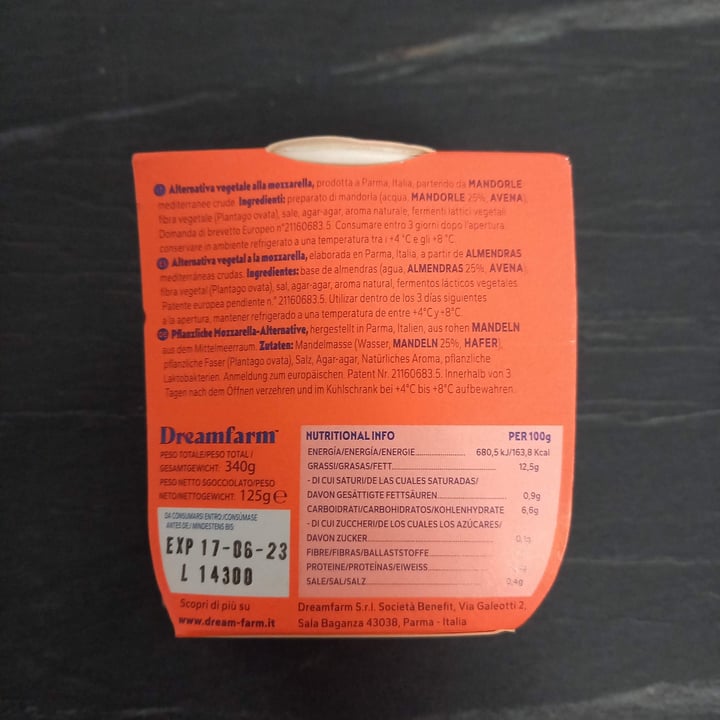 Alternativa vegetale alla mozzarella, prodotta a Parma, Italia, partendo da MANDORLE
mediterranee crude. Ingredienti: preparato di mandorla (acqua, MANDORLE 25%, AVENA),
fibra vegetale (Plantago ovata), sale, agar-agar, aroma naturale, fermenti lattici vegetali
Domanda di brevetto Europeo n°21160683.5. Consumare entro 3 giorni dopo l'apertura.
conservare in ambiente refrigerato a una temperatura tra i +4 °C e gli +8 °C.
ES Alternativa vegetal a la mozzarella, elaborada en Parma, Italia, a partir de ALMENDRAS
mediterráneas crudas. Ingredientes: base de almendras (agua, ALMENDRAS 25%, AVENA),
fibra vegetal (Plantago ovata), sal, agar-agar, aroma natural, fermentos lácticos vegetales
Patente europea pendiente n.° 21160683.5. Utilizar dentro de los 3 días siguientes
a la apertura, mantener refrigerado a una temperatura de entre +4°C y +8°C.
DE Pflanzliche Mozzarella-Alternative, hergestellt in Parma, Italien, aus rohen MANDELN
aus dem Mittelmeerraum. Zutaten: Mandelmasse (Wasser, MANDELN 25%, HAFER),
pflanzliche Faser (Plantago ovata), Salz, Agar-agar, Natürliches Aroma, pflanzliche
Laktobakterien. Anmeldung zum europäischen. Patent Nr. 21160683.5. Innerhalb von 3
Tagen nach dem Öffnen verzehren und im Kühlschrank bei +4°C bis +8°C aufbewahren.
Dreamfarm™
PESO TOTALE/PESO TOTAL /
GESAMTGEWICHT: 340g
PESO NETTO SGOCCIOLATO/PESO
NETO/NETTOGEWICHT: 125g ℮
DA CONSUMARSI ENTRO:/CONSÚMASE
ANTES DE:/ MINDESTENS BIS:
EXP 17-06-23
L 14300
Scopri di più su
www.dream-farm.it
NUTRITIONAL INFO PER 100g
ENERGÍA/ENERGÍA/ENERGIE 680,5 kJ/163,8 Kcal
GRASSI/GRASAS/FETT 12,5g
- DI CUI SATURI/DE LAS CUALES SATURADAS/
DAVON GESÄTTIGTE FETTSÄUREN 0,9g
CARBOIDRATI/CARBOHIDRATOS/KOHLENHYDRATE 6,6g
- DI CUI ZUCCHERI/DE LOS CUALES LOS AZÚCARES/
DAVON ZUCKER 0,1g
FIBRE/FIBRAS/BALLASTSTOFFE
PROTEINE/PROTEÍNAS/EIWEISS
SALE/SAL/SALZ 0,4g
Dreamfarm S.r.l. Società Benefit, Via Galeotti 2,
Sala Baganza 43038, Parma - Italia